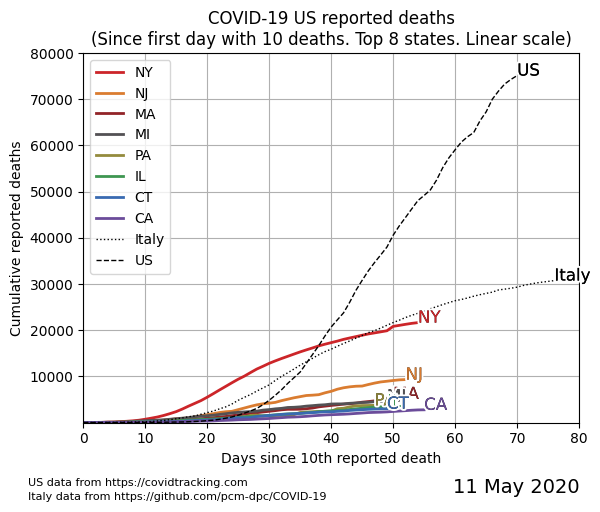 COVID-19 US reported deaths
(Since first day with 10 deaths. Top 8 states. Linear scale)
Cumulative reported deaths
80000
70000
60000
50000
40000
30000
20000
10000
NY
NJ
MA
MI
PA
IL
CT
CA
Italy
US
US
Italy
NY
NJ
CT
CA
0
10
20
30
40
50
60
70
80
Days since 10th reported death
US data from https://covidtracking.com
Italy data from https://github.com/pcm-dpc/COVID-19
11 May 2020